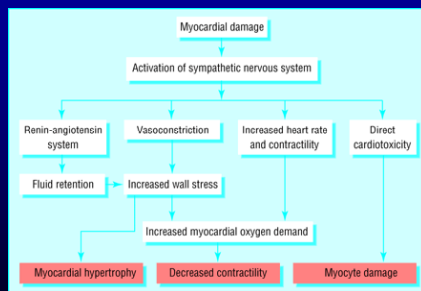 Myocardial damage
Activation of sympathetic nervous system
Renin-angiotensin
system
Vasoconstriction
Increased heart rate
and contractility
Direct
cardiotoxicity
Fluid retention
Increased wall stress
Increased myocardial oxygen demand
Myocardial hypertrophy
Decreased contractility
Myocyte damage